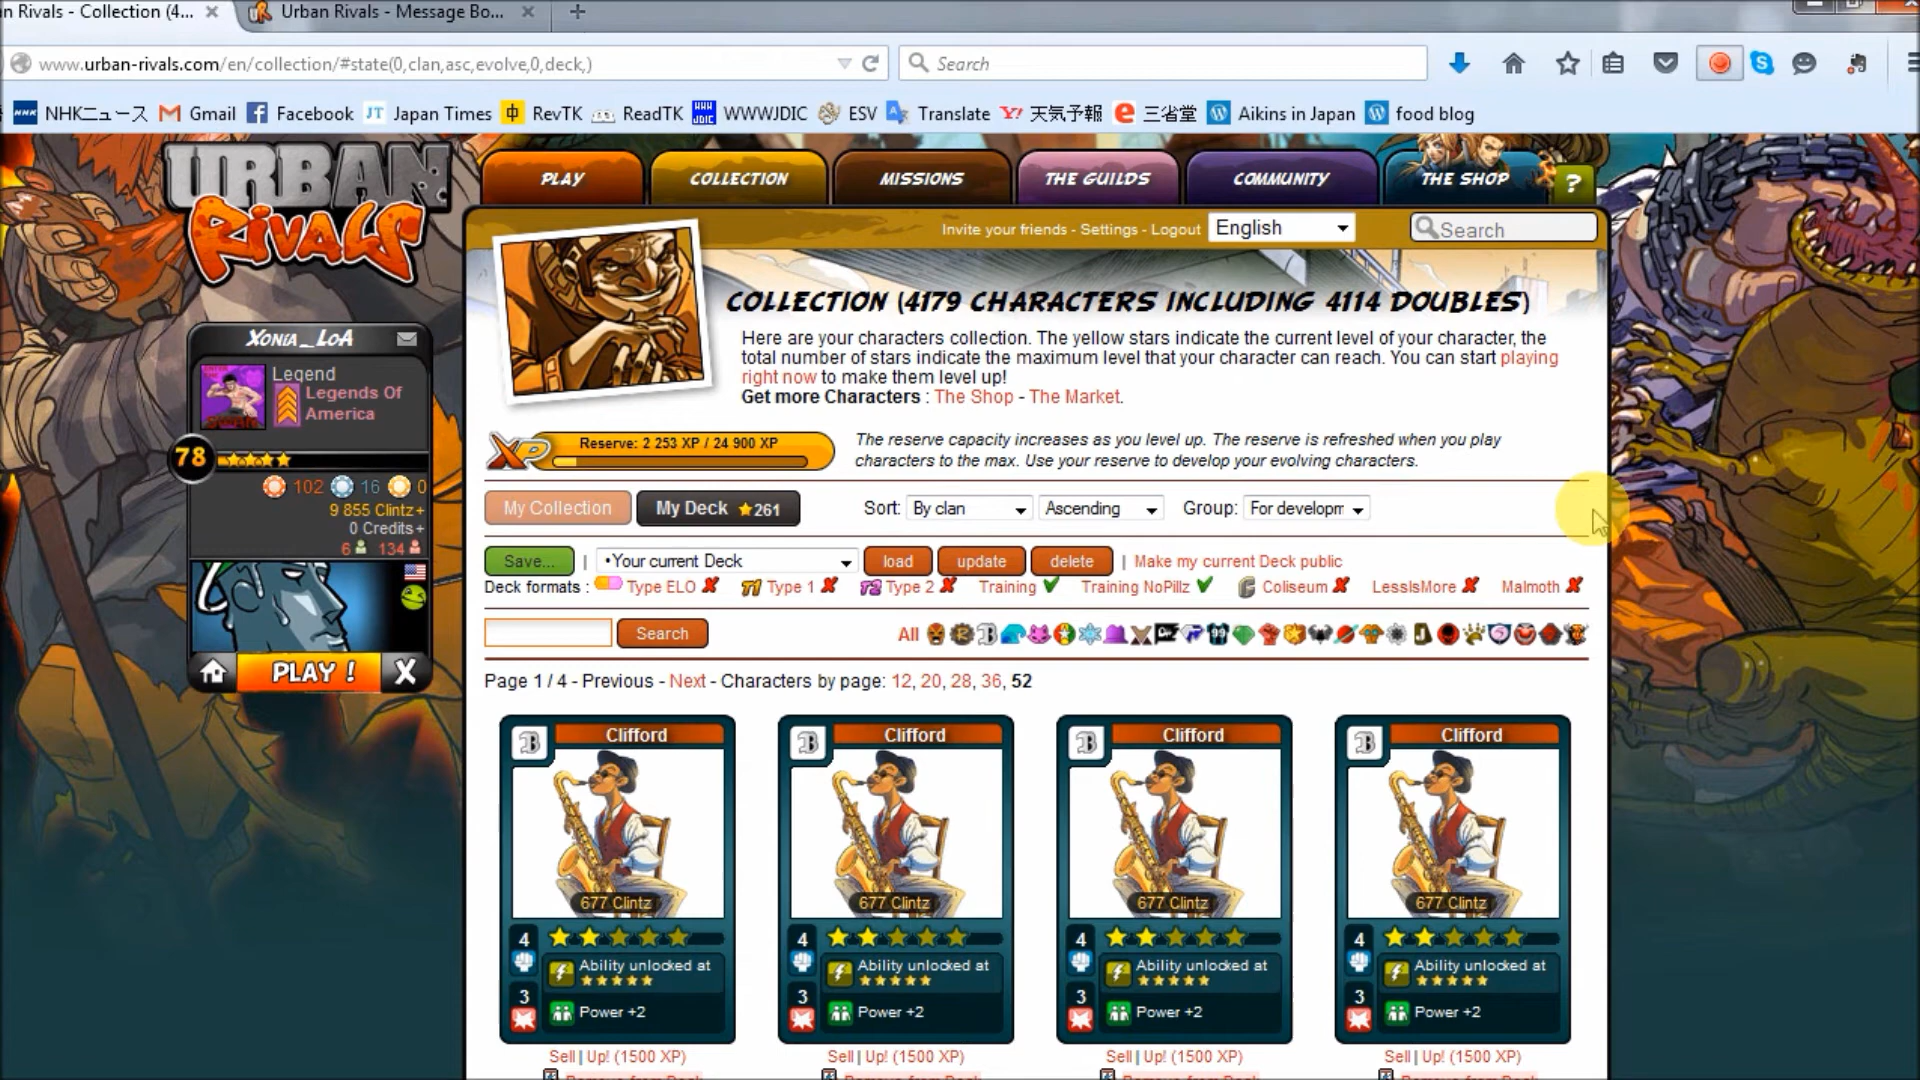 n Rivals - Collection (4... ×
Urban Rivals - Message Bo... ×
www.urban-rivals.com/en/collection/#state(0,clan,asc,evolve,0,deck,)
Search
NHKニュース Gmail Facebook JT Japan Times 中 RevTK ReadTK WWWJDIC ESV Translate Y! 天気予報 e 三省堂 Aikins in Japan food blog
URBAN RIVALS
PLAY COLLECTION MISSIONS THE GUILDS COMMUNITY THE SHOP ?
Invite your friends - Settings - Logout English Search
COLLECTION (4179 CHARACTERS INCLUDING 4114 DOUBLES)
Here are your characters collection. The yellow stars indicate the current level of your character, the
total number of stars indicate the maximum level that your character can reach. You can start playing
right now to make them level up!
Get more Characters : The Shop - The Market.
XONIA_LOA
Legend
Legends Of
America
78
102 16 0
9 855 Clintz+
0 Credits+
6 134
PLAY ! X
XP Reserve: 2 253 XP / 24 900 XP
The reserve capacity increases as you level up. The reserve is refreshed when you play
characters to the max. Use your reserve to develop your evolving characters.
My Collection My Deck ★261 Sort: By clan Ascending Group: For developm
Save... | •Your current Deck load update delete | Make my current Deck public
Deck formats : Type ELO T1 Type 1 T2 Type 2 Training Training NoPillz Coliseum LessIsMore Malmoth
Search All
Page 1 / 4 - Previous - Next - Characters by page: 12, 20, 28, 36, 52
Clifford Clifford Clifford Clifford
677 Clintz 677 Clintz 677 Clintz 677 Clintz
4 4 4 4
Ability unlocked at Ability unlocked at Ability unlocked at Ability unlocked at
3 Power +2 3 Power +2 3 Power +2 3 Power +2
Sell | Up! (1500 XP) Sell | Up! (1500 XP) Sell | Up! (1500 XP) Sell | Up! (1500 XP)